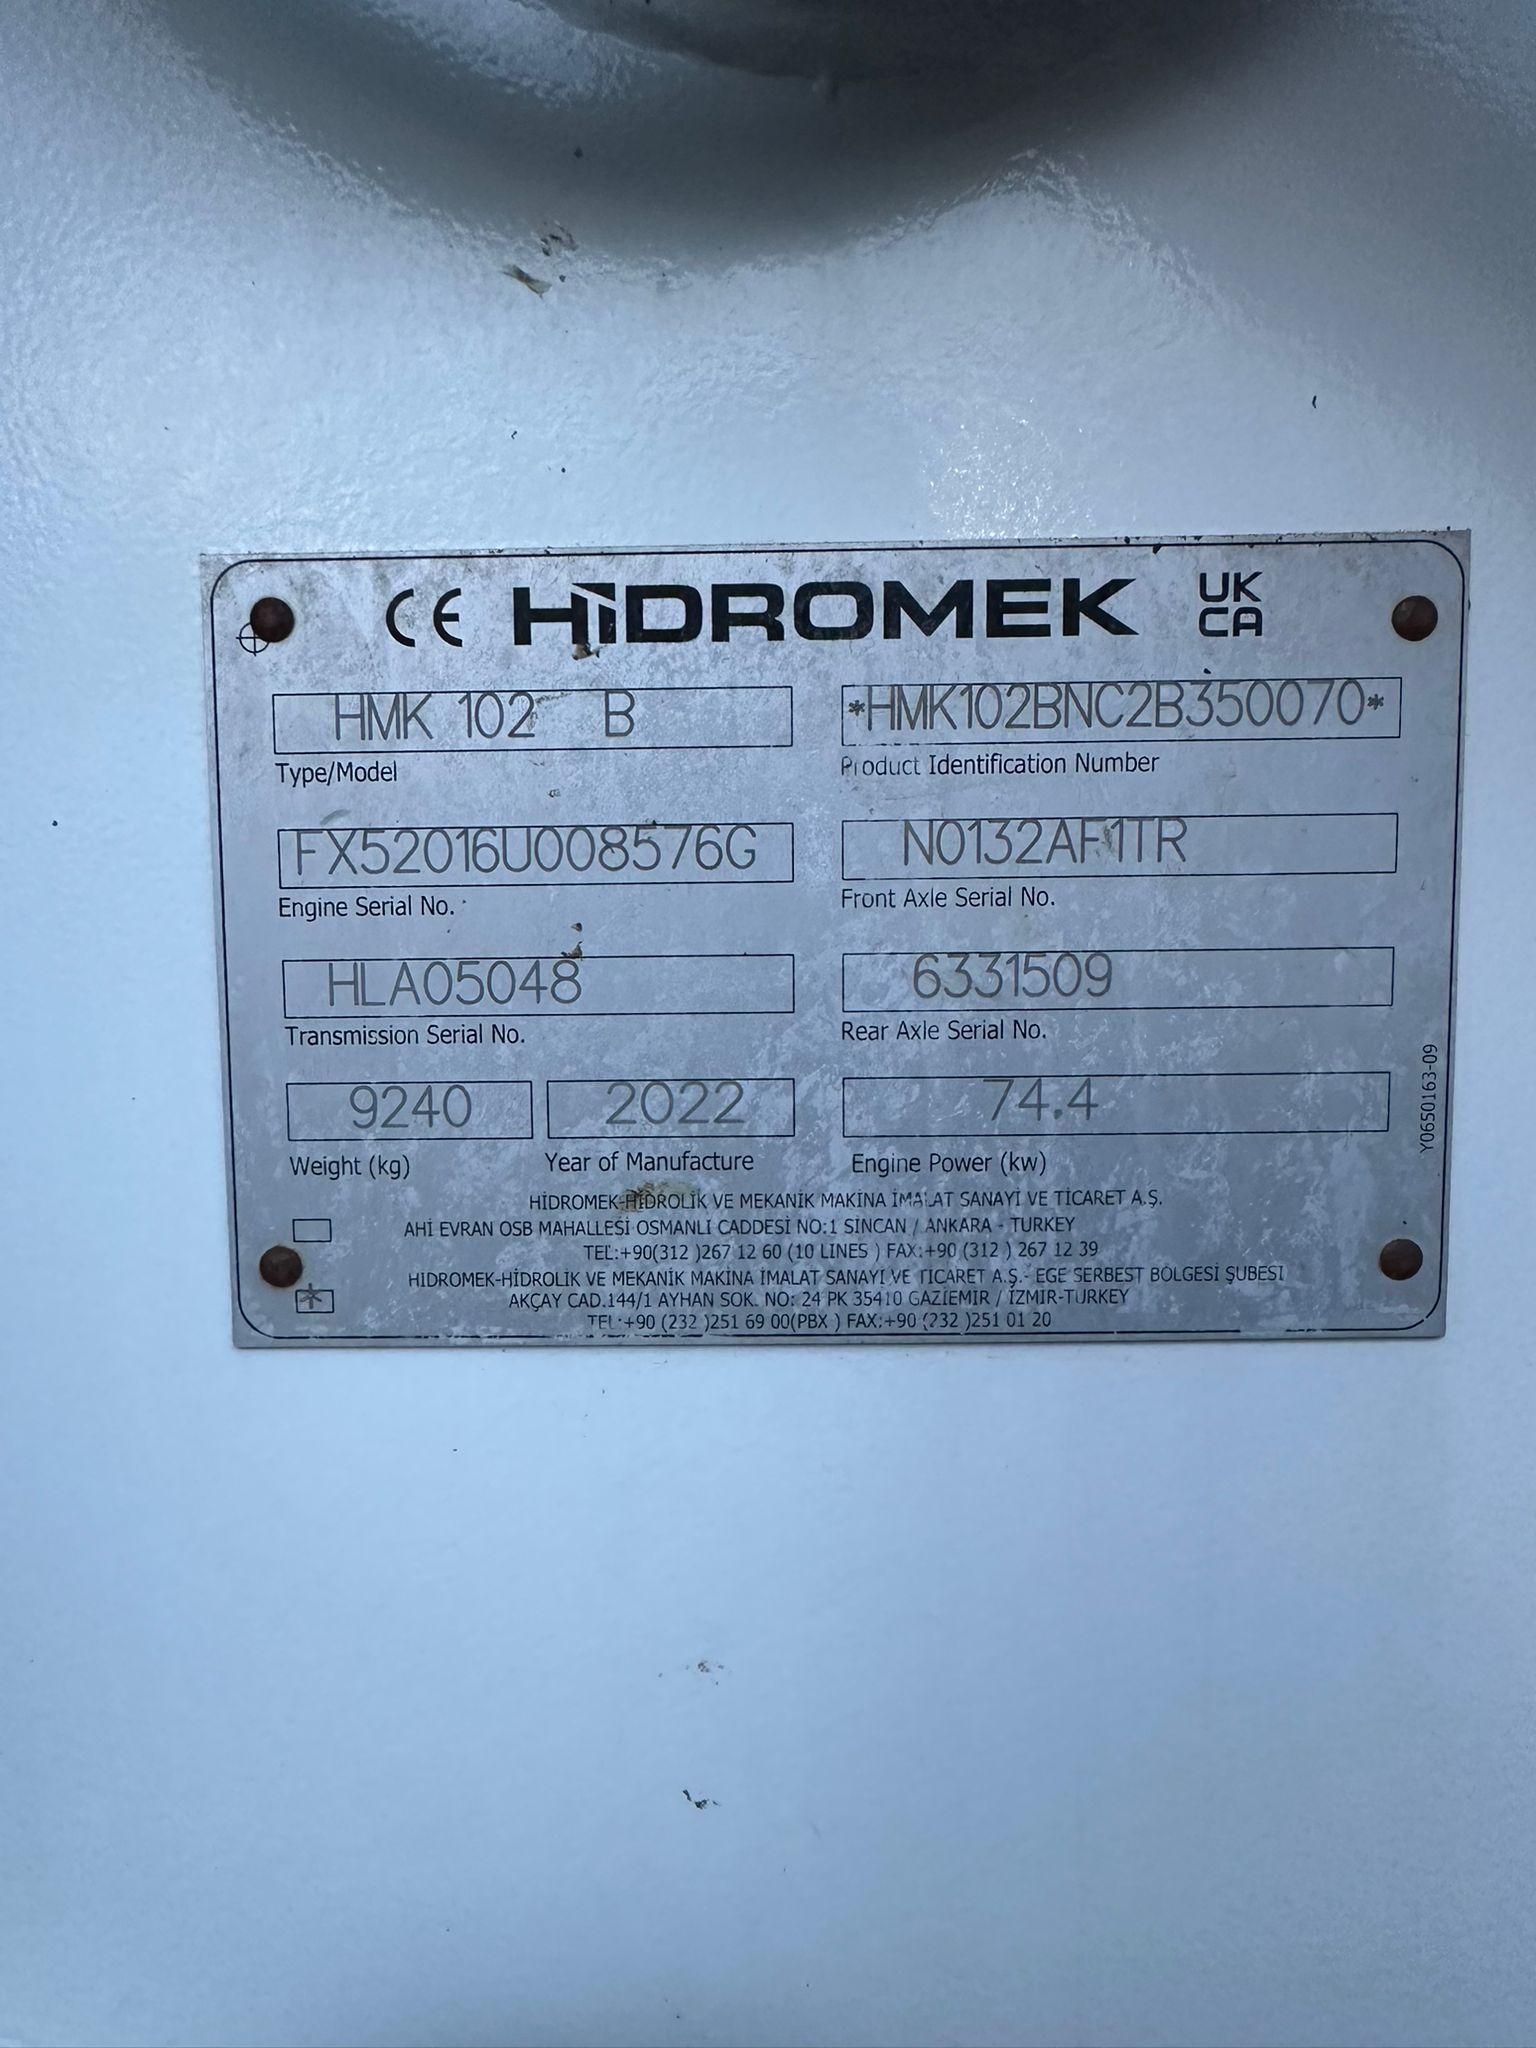 CE HiDROMEK UK CA
HMK 102 B *HMK102BNC2B350070*
Type/Model Product Identification Number
FX52016U008576G N0132AF1TR
Engine Serial No. Front Axle Serial No.
HLA05048 6331509
Transmission Serial No. Rear Axle Serial No.
9240 2022 74.4
Weight (kg) Year of Manufacture Engine Power (kw)
Y0650163-09
HİDROMEK-HİDROLİK VE MEKANİK MAKİNA İMALAT SANAYİ VE TİCARET A.Ş.
AHİ EVRAN OSB MAHALLESİ OSMANLI CADDESİ NO:1 SİNCAN / ANKARA - TURKEY
TEL:+90(312 )267 12 60 (10 LINES ) FAX:+90 (312 ) 267 12 39
HİDROMEK-HİDROLİK VE MEKANİK MAKİNA İMALAT SANAYİ VE TİCARET A.Ş.- EGE SERBEST BÖLGESİ ŞUBESİ
AKÇAY CAD.144/1 AYHAN SOK. NO: 24 PK 35410 GAZİEMİR / İZMİR-TURKEY
TEL:+90 (232 )251 69 00(PBX ) FAX:+90 (232 )251 01 20